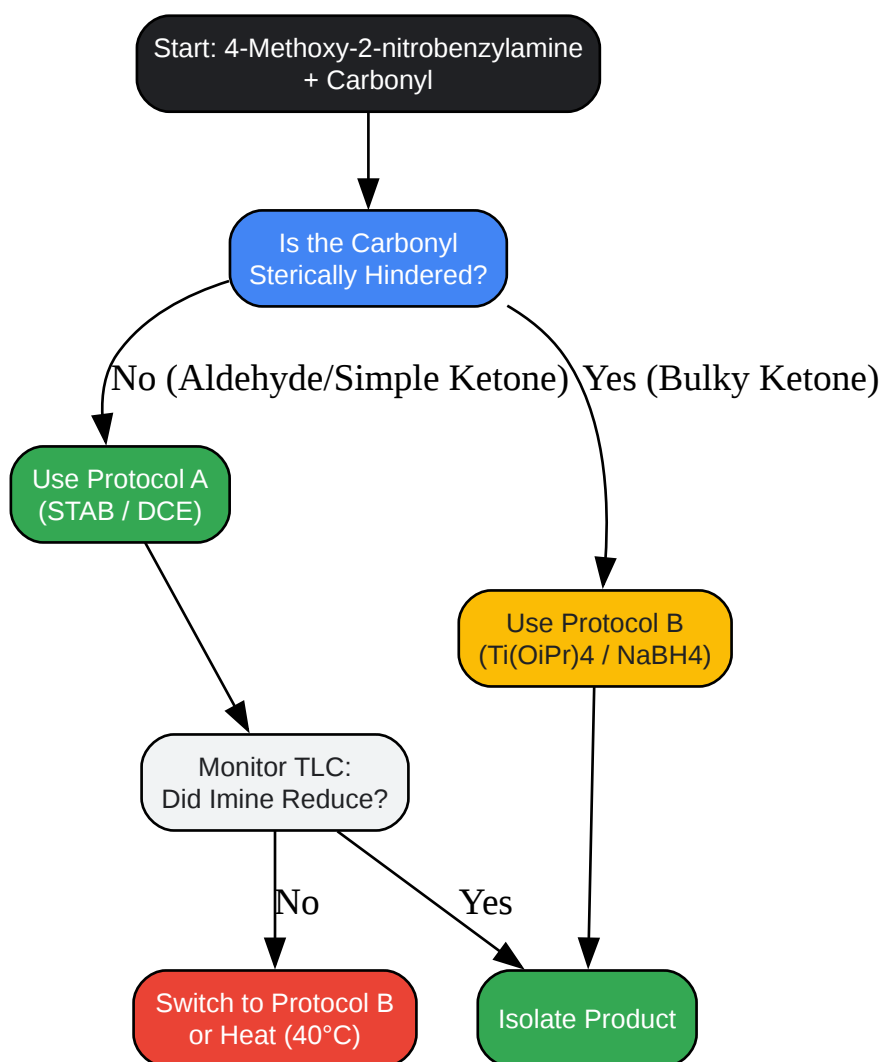 Start: 4-Methoxy-2-nitrobenzylamine
+ Carbonyl
Is the Carbonyl
Sterically Hindered?
No (Aldehyde/Simple Ketone)
Yes (Bulky Ketone)
Use Protocol A
(STAB / DCE)
Use Protocol B
(Ti(OiPr)4 / NaBH4)
Monitor TLC:
Did Imine Reduce?
No
Yes
Switch to Protocol B
or Heat (40°C)
Isolate Product